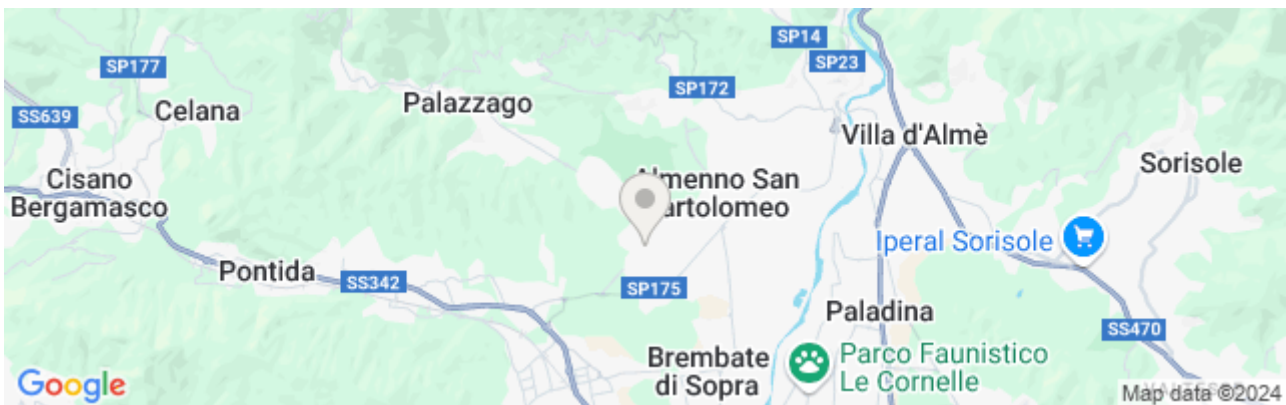 SP14
SP23
SP177
SP172
Palazzago
Celana
SS639
Villa d'Almè
Sorisole
Cisano
Bergamasco
Almenno San
Bartolomeo
Iperal Sorisole
Pontida
SS342
SP175
Paladina
SS470
Brembate
di Sopra
Parco Faunistico
Le Cornelle
Google
Map data ©2024